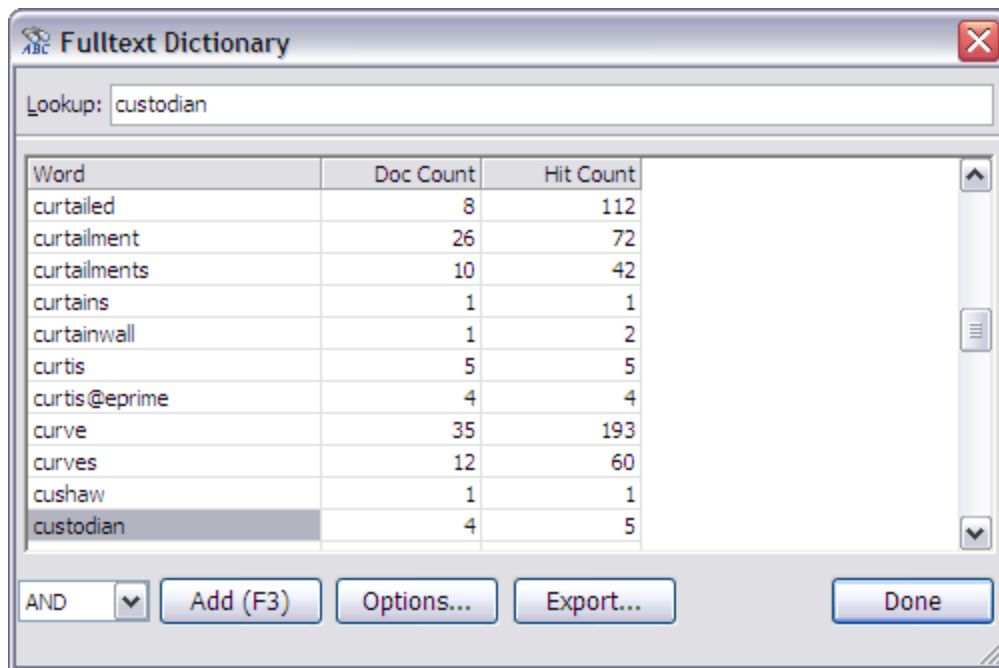 Fulltext Dictionary
Lookup: custodian
Word Doc Count Hit Count
curtailed 8 112
curtailment 26 72
curtailments 10 42
curtains 1 1
curtainwall 1 2
curtis 5 5
curtis@eprime 4 4
curve 35 193
curves 12 60
cushaw 1 1
custodian 4 5
AND Add (F3) Options... Export... Done